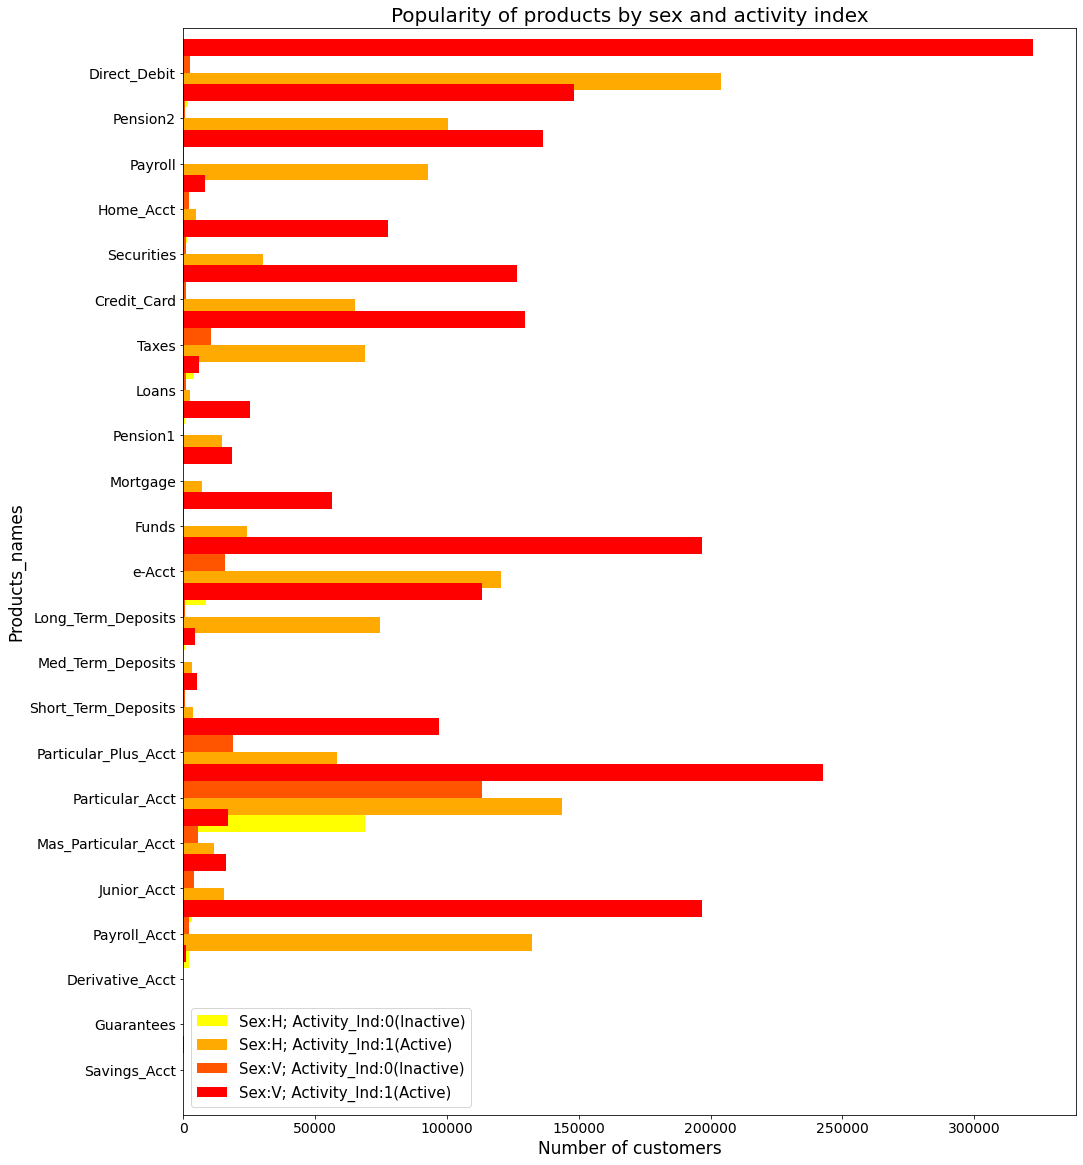 Popularity of products by sex and activity index
Products_names
Direct_Debit
Pension2
Payroll
Home_Acct
Securities
Credit_Card
Taxes
Loans
Pension1
Mortgage
Funds
e-Acct
Long_Term_Deposits
Med_Term_Deposits
Short_Term_Deposits
Particular_Plus_Acct
Particular_Acct
Mas_Particular_Acct
Junior_Acct
Payroll_Acct
Derivative_Acct
Guarantees
Savings_Acct
Sex:H; Activity_Ind:0(Inactive)
Sex:H; Activity_Ind:1(Active)
Sex:V; Activity_Ind:0(Inactive)
Sex:V; Activity_Ind:1(Active)
0 50000 100000 150000 200000 250000 300000
Number of customers